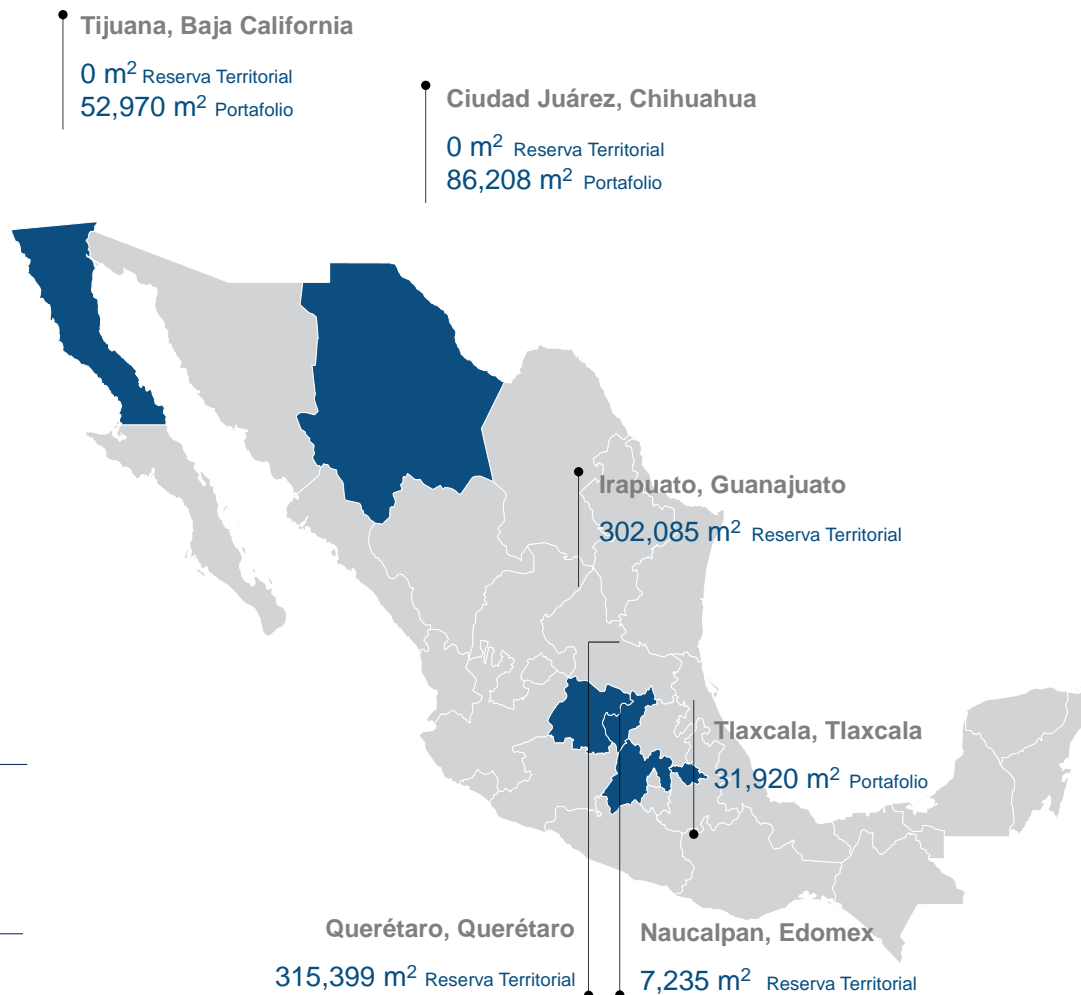 Tijuana, Baja California
0 m² Reserva Territorial
52,970 m² Portafolio
Ciudad Juárez, Chihuahua
0 m² Reserva Territorial
86,208 m² Portafolio
Irapuato, Guanajuato
302,085 m² Reserva Territorial
Tlaxcala, Tlaxcala
31,920 m² Portafolio
Querétaro, Querétaro
315,399 m² Reserva Territorial
Naucalpan, Edomex
7,235 m² Reserva Territorial